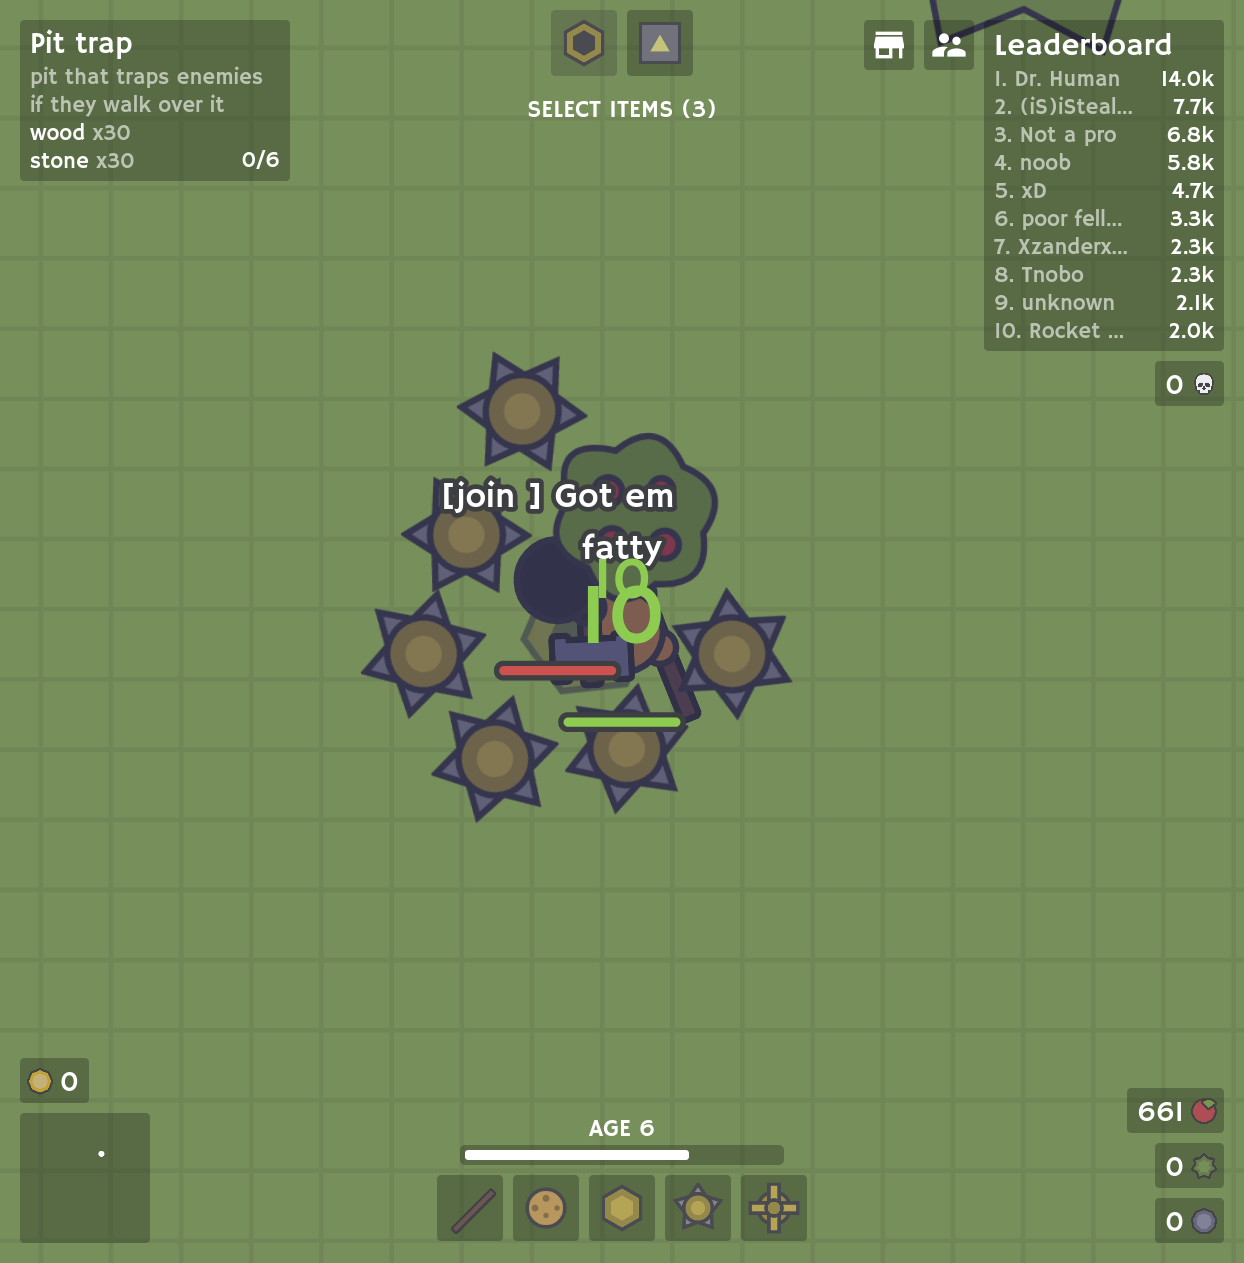 Pit trap
pit that traps enemies
if they walk over it
wood x30
stone x30 0/6
SELECT ITEMS (3)
Leaderboard
1. Dr. Human 14.0k
2. (iS)iSteal... 7.7k
3. Not a pro 6.8k
4. noob 5.8k
5. xD 4.7k
6. poor fell... 3.3k
7. Xzanderx... 2.3k
8. Tnobo 2.3k
9. unknown 2.1k
10. Rocket ... 2.0k
0
[join ] Got em
fatty
18
10
0
AGE 6
661
0
0